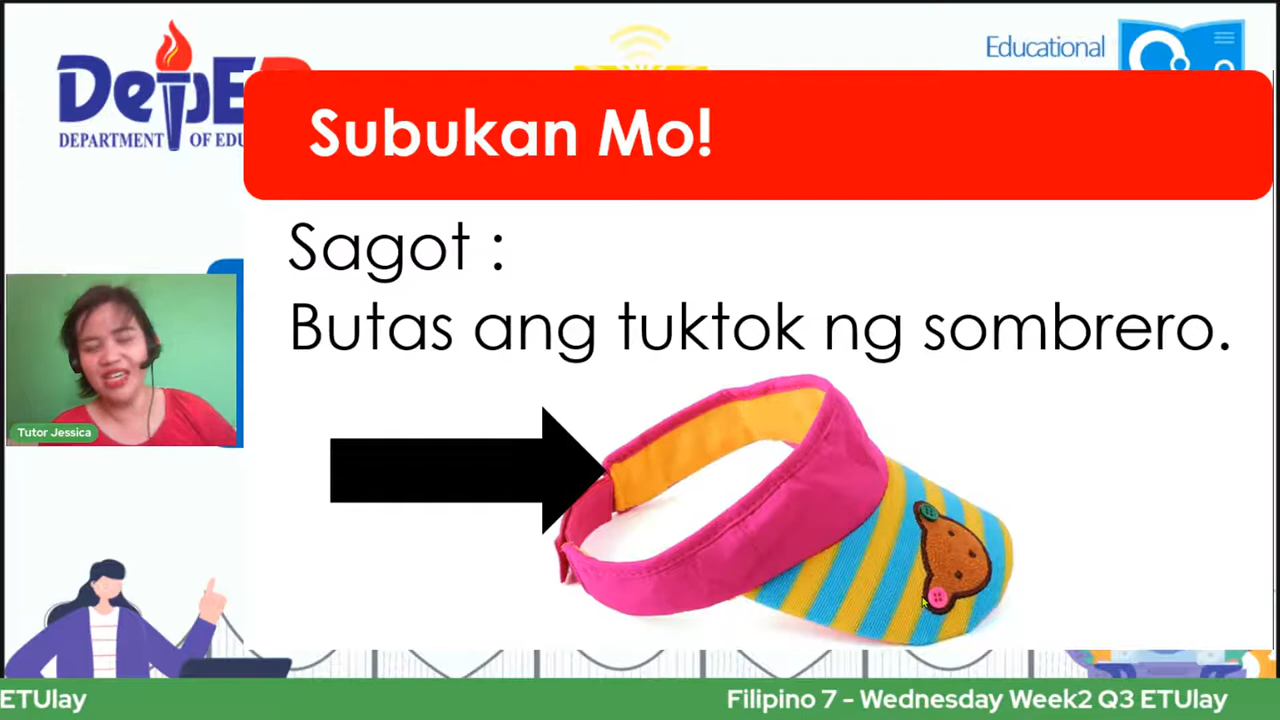 DepED
DEPARTMENT OF EDU
Educational
Subukan Mo!
Sagot :
Butas ang tuktok ng sombrero.
Tutor Jessica
ETUlay
Filipino 7 - Wednesday Week2 Q3 ETUlay